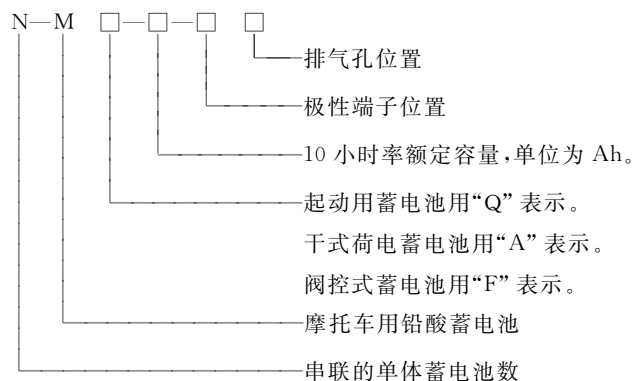 N—M □—□—□ □
排气孔位置
极性端子位置
10 小时率额定容量,单位为 Ah。
起动用蓄电池用“Q” 表示。
干式荷电蓄电池用“A” 表示。
阀控式蓄电池用“F” 表示。
摩托车用铅酸蓄电池
串联的单体蓄电池数